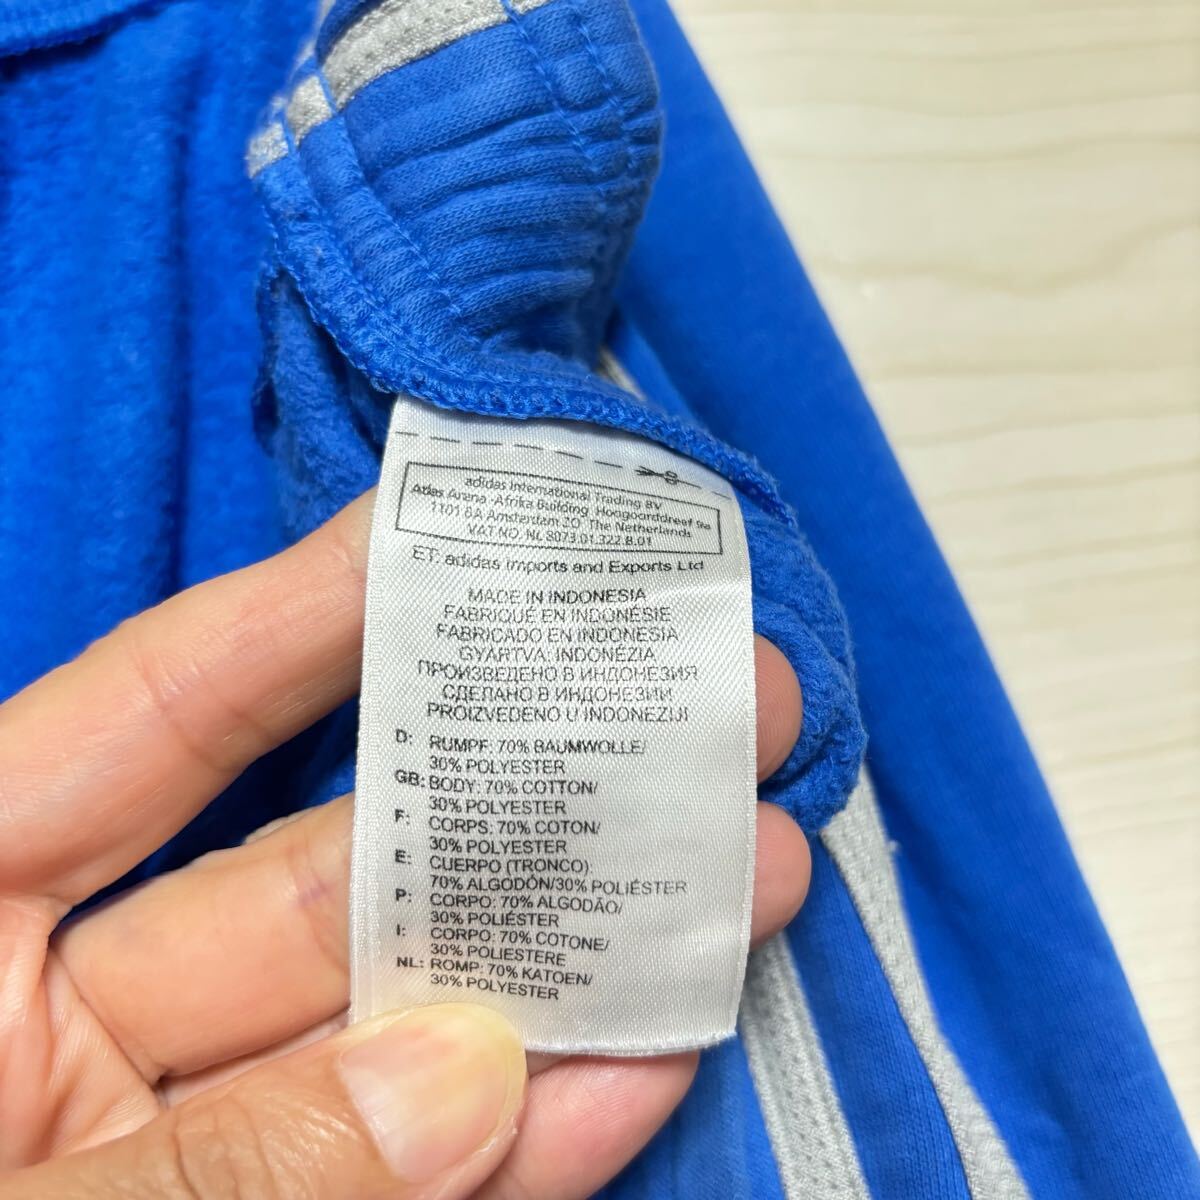 adidas International Trading BV
Atlas Arena -Afrika Building Hoogoorddreef 9a
1101 BA Amsterdam ZO The Netherlands
VAT NO. NL 8073.01.322.B.01
ET: adidas Imports and Exports Ltd
MADE IN INDONESIA
FABRIQUÉ EN INDONÉSIE
FABRICADO EN INDONESIA
GYÁRTVA: INDONÉZIA
ПРОИЗВЕДЕНО В ИНДОНЕЗИЯ
СДЕЛАНО В ИНДОНЕЗИИ
PROIZVEDENO U INDONEZIJI
D: RUMPF: 70% BAUMWOLLE/
30% POLYESTER
GB: BODY: 70% COTTON/
30% POLYESTER
F: CORPS: 70% COTON/
30% POLYESTER
E: CUERPO (TRONCO):
70% ALGODÓN/30% POLIÉSTER
P: CORPO: 70% ALGODÃO/
30% POLIÉSTER
I: CORPO: 70% COTONE/
30% POLIESTERE
NL: ROMP: 70% KATOEN/
30% POLYESTER